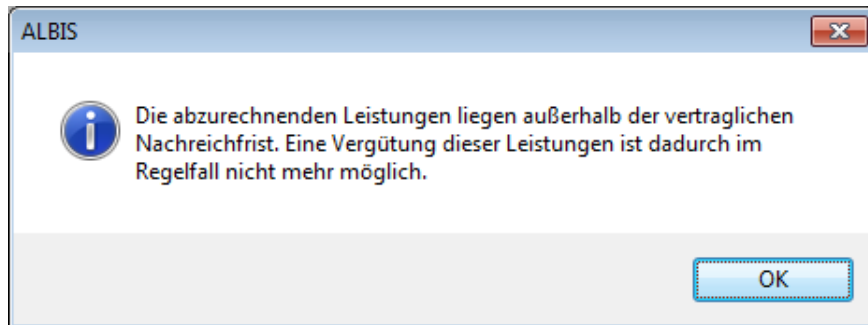 ALBIS
Die abzurechnenden Leistungen liegen außerhalb der vertraglichen
Nachreichfrist. Eine Vergütung dieser Leistungen ist dadurch im
Regelfall nicht mehr möglich.
OK